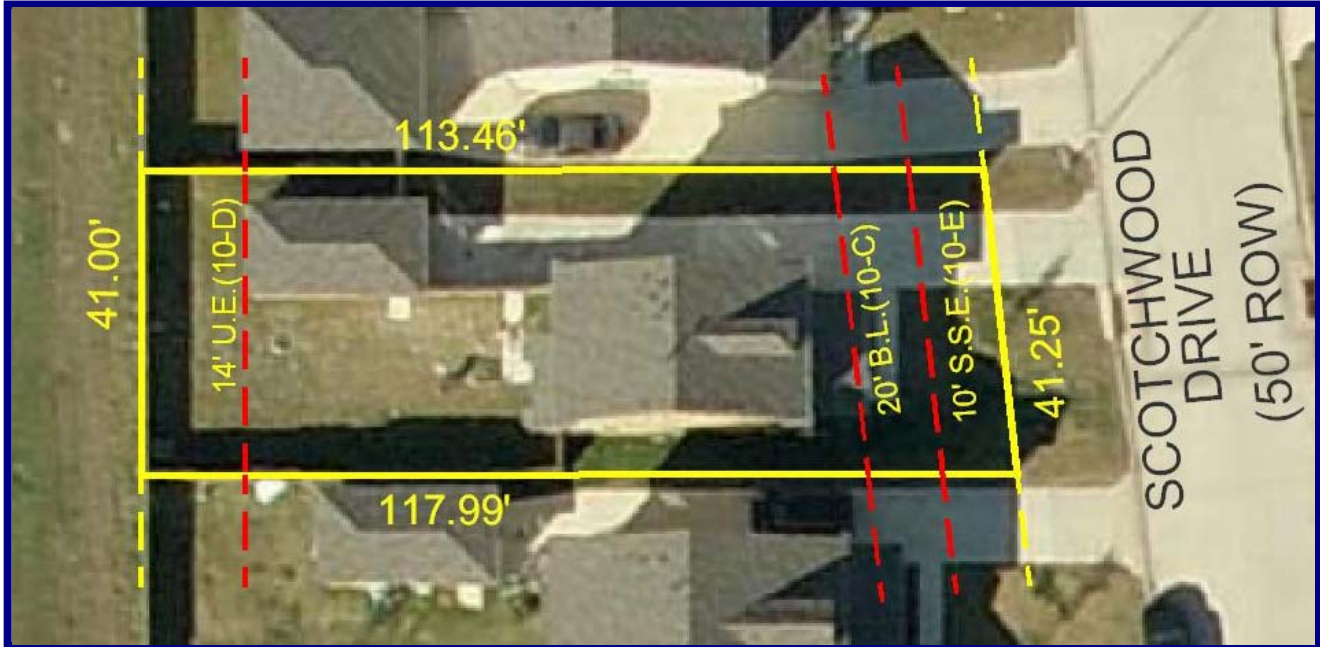 113.46'
41.00'
14' U.E.(10-D)
20' B.L.(10-C)
10' S.S.E.(10-E)
41.25'
117.99'
SCOTCHWOOD
DRIVE
(50' ROW)